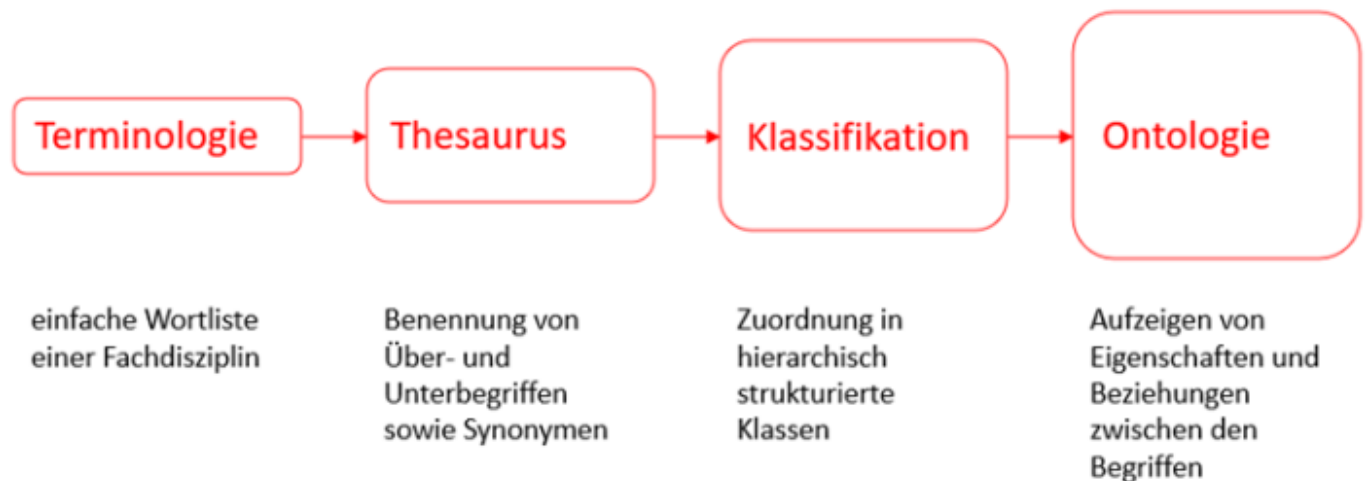 Terminologie
Thesaurus
Klassifikation
Ontologie
einfache Wortliste
einer Fachdisziplin
Benennung von
Über- und
Unterbegriffen
sowie Synonymen
Zuordnung in
hierarchisch
strukturierte
Klassen
Aufzeigen von
Eigenschaften und
Beziehungen
zwischen den
Begriffen